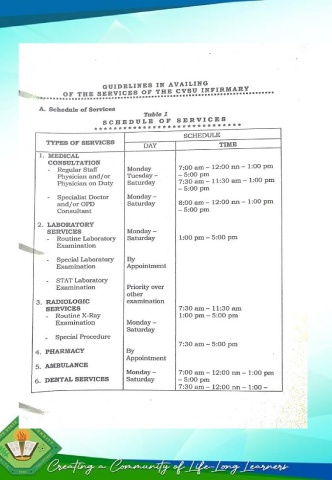 GUIDELINES IN AVAILING
OF THE SERVICES OF THE CVSU INFIRMARY
A. Schedule of Services
Table 1
SCHEDULE OF SERVICES
TYPES OF SERVICES
SCHEDULE
DAY
TIME
1. MEDICAL
CONSULTATION
- Regular Staff
Physician and/or
Physician on Duty
Monday
Tuesday –
Saturday
7:00 am – 12:00 nn – 1:00 pm
– 5:00 pm
7:30 am – 11:30 am – 1:00 pm
– 5:00 pm
- Specialist Doctor
and/or OPD
Consultant
Monday –
Saturday
8:00 am – 12:00 nn – 1:00 pm
– 5:00 pm
2. LABORATORY
SERVICES
- Routine Laboratory
Examination
Monday –
Saturday
1:00 pm – 5:00 pm
- Special Laboratory
Examination
By
Appointment
- STAT Laboratory
Examination
Priority over
other
examination
3. RADIOLOGIC
SERVICES
- Routine X-Ray
Examination
Monday –
Saturday
7:30 am – 11:30 am
1:00 pm – 5:00 pm
- Special Procedure
7:30 am – 5:00 pm
4. PHARMACY
By
Appointment
5. AMBULANCE
6. DENTAL SERVICES
Monday –
Saturday
7:00 am – 12:00 nn – 1:00 pm
– 5:00 pm
7:30 am – 12:00 nn – 1:00 –
Creating a Community of Life-Long Learners